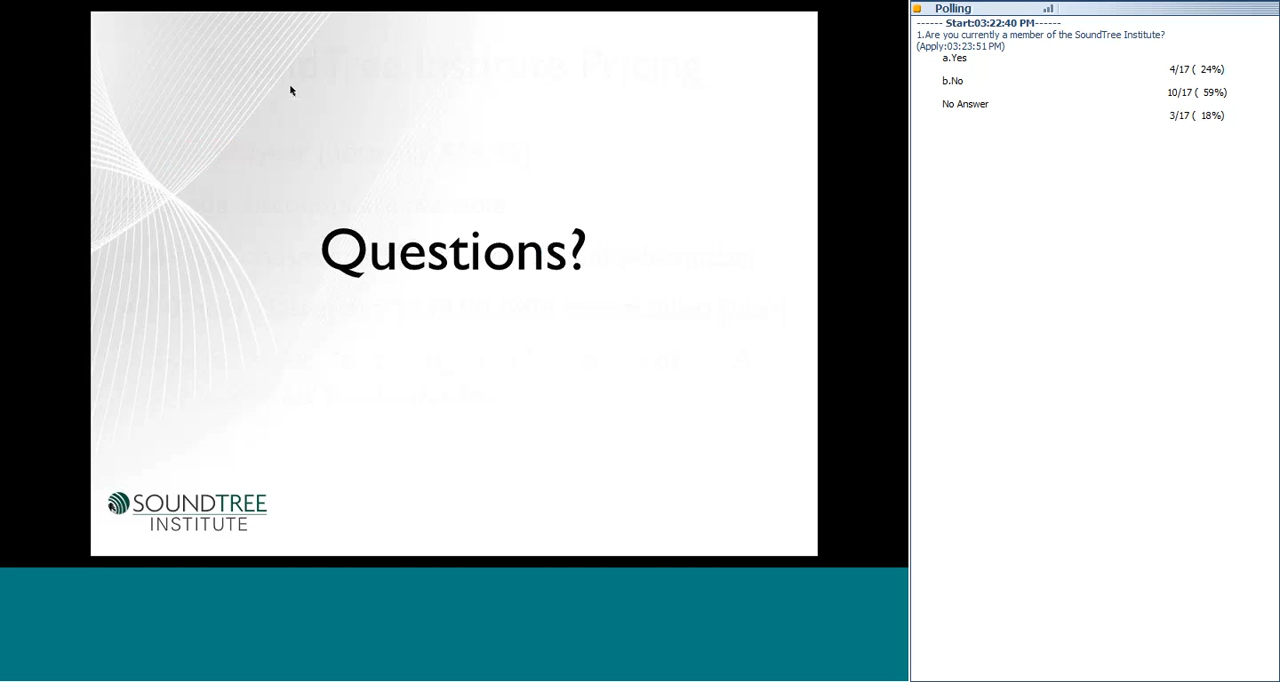 Questions?
SOUNDTREE
INSTITUTE
Polling
------ Start:03:22:40 PM------
1.Are you currently a member of the SoundTree Institute?
(Apply:03:23:51 PM)
a.Yes
4/17 ( 24%)
b.No
10/17 ( 59%)
No Answer
3/17 ( 18%)